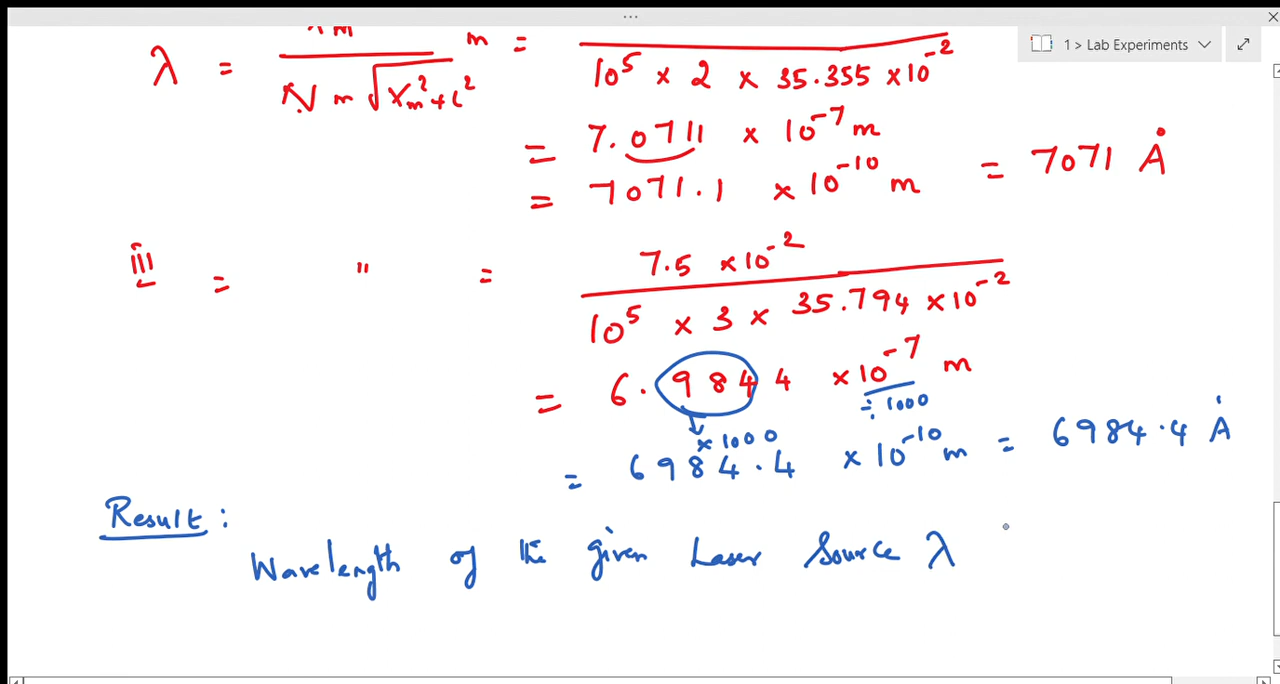 ...
1 > Lab Experiments
λ = / N m √Xm²+L² m = / 10⁵ × 2 × 35.355 ×10⁻²
= 7.0711 × 10⁻⁷ m
= 7071.1 × 10⁻¹⁰ m = 7071 Å
iii = " = 7.5 ×10⁻² / 10⁵ × 3 × 35.794 ×10⁻²
= 6.9844 ×10⁻⁷ m
×1000 ÷1000
= 6984.4 ×10⁻¹⁰ m = 6984.4 Å
Result:
Wavelength of the given Laser Source λ